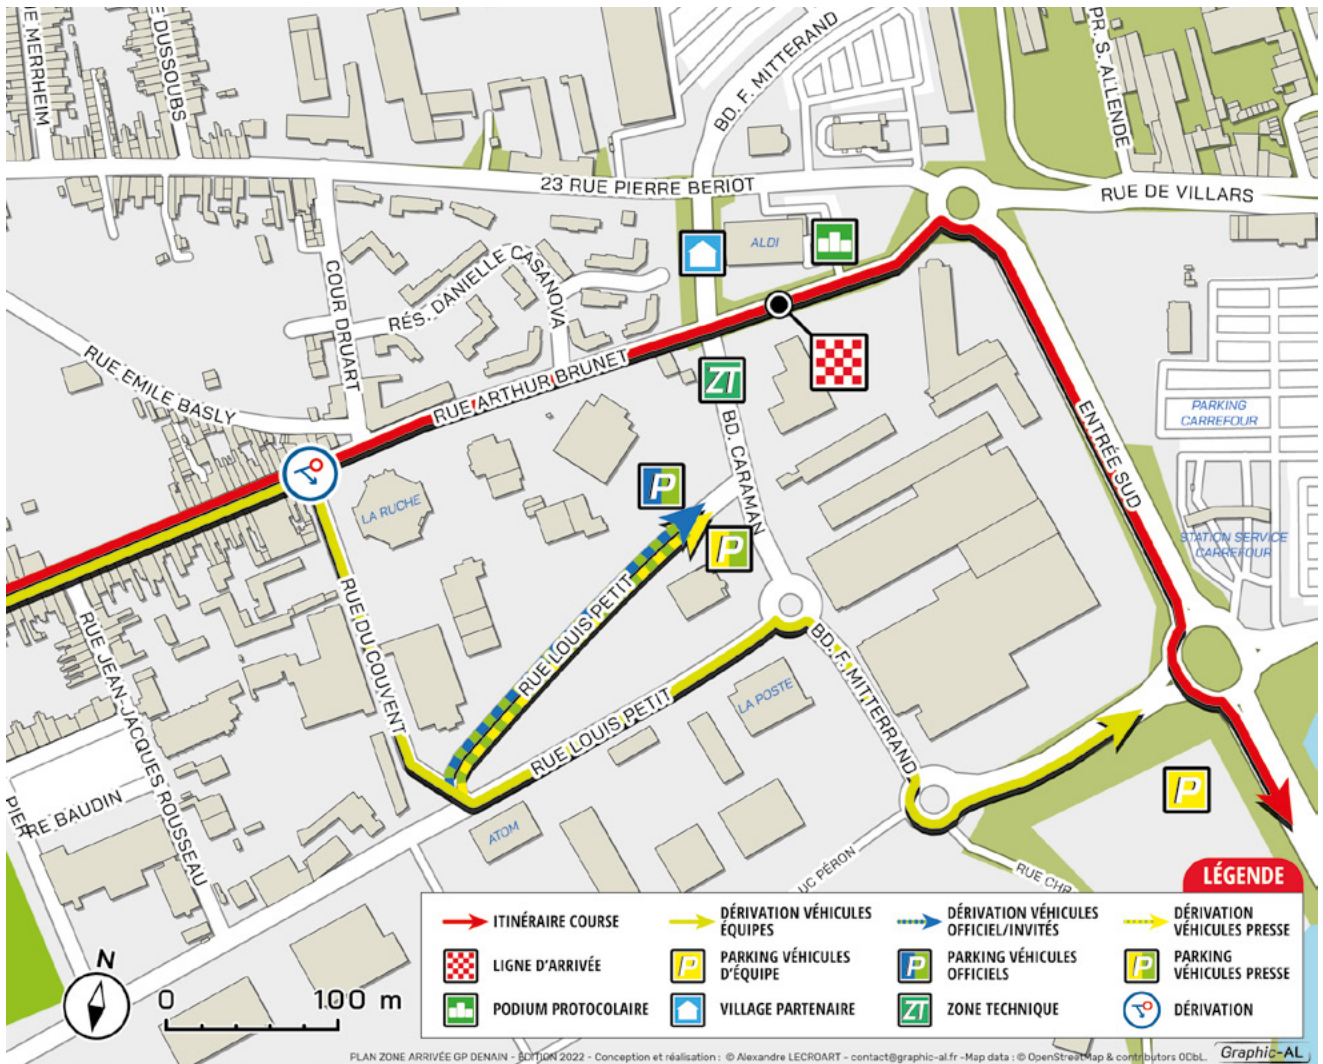 E MERRHEIM
DUSSOUBS
BD. F. MITTERAND
PR. S. ALLENDE
23 RUE PIERRE BERIOT
RUE DE VILLARS
ALDI
COUR DRUART
RÉS. DANIELLE CASANOVA
RUE EMILE BASLY
RUE ARTHUR BRUNET
ZT
BD. CARAMAN
ENTRÉE SUD
PARKING
CARREFOUR
STATION SERVICE
CARREFOUR
LA RUCHE
P
P
RUE DU COUVENT
RUE LOUIS PETIT
RUE LOUIS PETIT
BD. F. MITTERRAND
LA POSTE
RUE JEAN-JACQUES ROUSSEAU
PIERRE BAUDIN
ATOM
P
UC PÉRON
RUE CHR
LÉGENDE
ITINÉRAIRE COURSE
DÉRIVATION VÉHICULES
ÉQUIPES
DÉRIVATION VÉHICULES
OFFICIEL/INVITÉS
DÉRIVATION
VÉHICULES PRESSE
LIGNE D'ARRIVÉE
P PARKING VÉHICULES
D'ÉQUIPE
P PARKING VÉHICULES
OFFICIELS
P PARKING
VÉHICULES PRESSE
PODIUM PROTOCOLAIRE
VILLAGE PARTENAIRE
ZT ZONE TECHNIQUE
DÉRIVATION
N
0 100 m
PLAN ZONE ARRIVÉE GP DENAIN - ÉDITION 2022 - Conception et réalisation : © Alexandre LECROART - contact@graphic-al.fr - Map data : © OpenStreetMap & contributors OCbL.
Graphic-AL